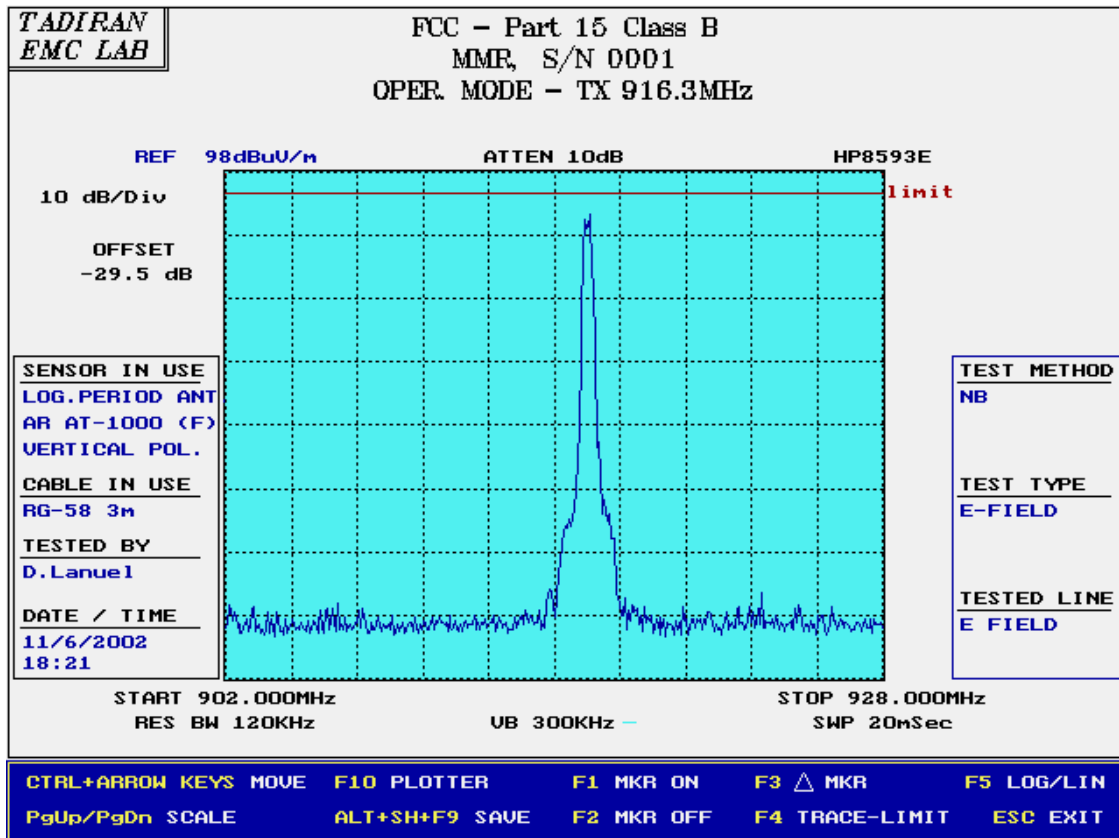 TADIRAN
EMC LAB
FCC - Part 15 Class B
MMR, S/N 0001
OPER. MODE - TX 916.3MHz
REF 98dBuV/m ATTEN 10dB HP8593E
10 dB/Div
limit
OFFSET
-29.5 dB
SENSOR IN USE
LOG.PERIOD ANT
AR AT-1000 (F)
VERTICAL POL.
CABLE IN USE
RG-58 3m
TESTED BY
D.Lanuel
DATE / TIME
11/6/2002
18:21
TEST METHOD
NB
TEST TYPE
E-FIELD
TESTED LINE
E FIELD
START 902.000MHz STOP 928.000MHz
RES BW 120KHz VB 300KHz SWP 20mSec
CTRL+ARROW KEYS MOVE F10 PLOTTER F1 MKR ON F3 △ MKR F5 LOG/LIN
PgUp/PgDn SCALE ALT+SH+F9 SAVE F2 MKR OFF F4 TRACE-LIMIT ESC EXIT